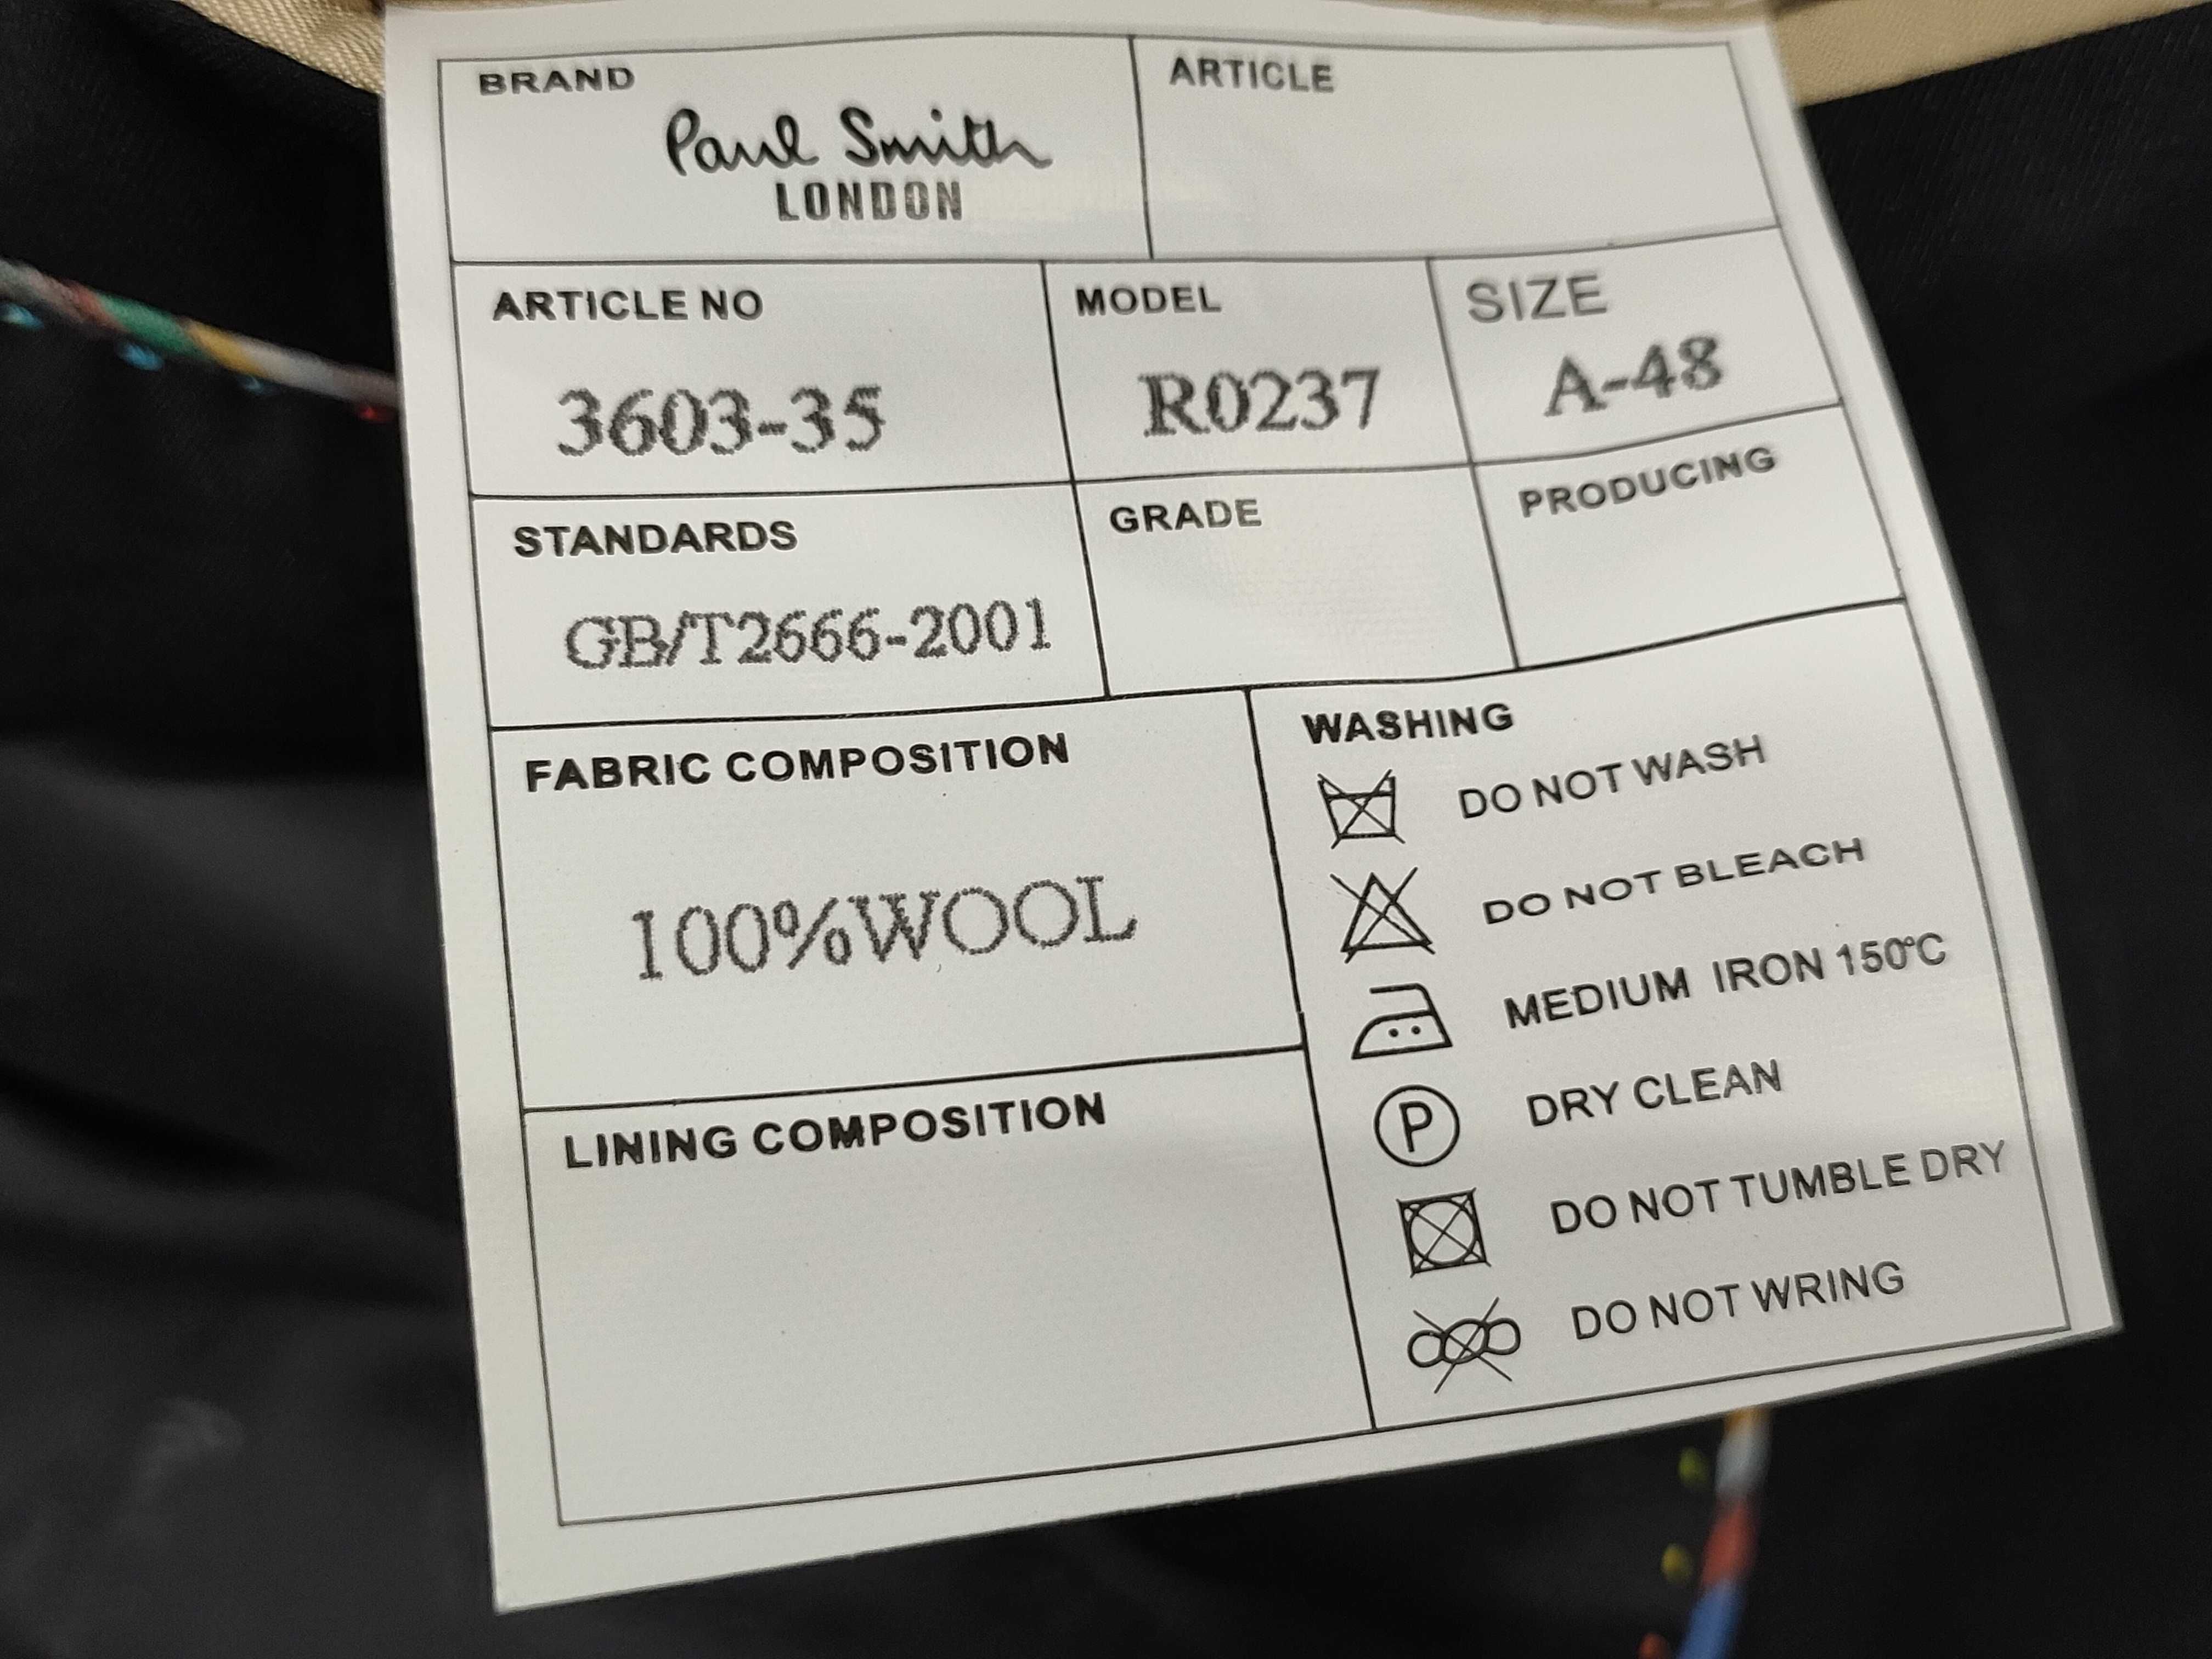 BRAND
Paul Smith
LONDON
ARTICLE
ARTICLE NO
3603-35
MODEL
R0237
SIZE
A-48
STANDARDS
GB/T2666-2001
GRADE
PRODUCING
FABRIC COMPOSITION
100%WOOL
LINING COMPOSITION
WASHING
DO NOT WASH
DO NOT BLEACH
MEDIUM IRON 150°C
P DRY CLEAN
DO NOT TUMBLE DRY
DO NOT WRING